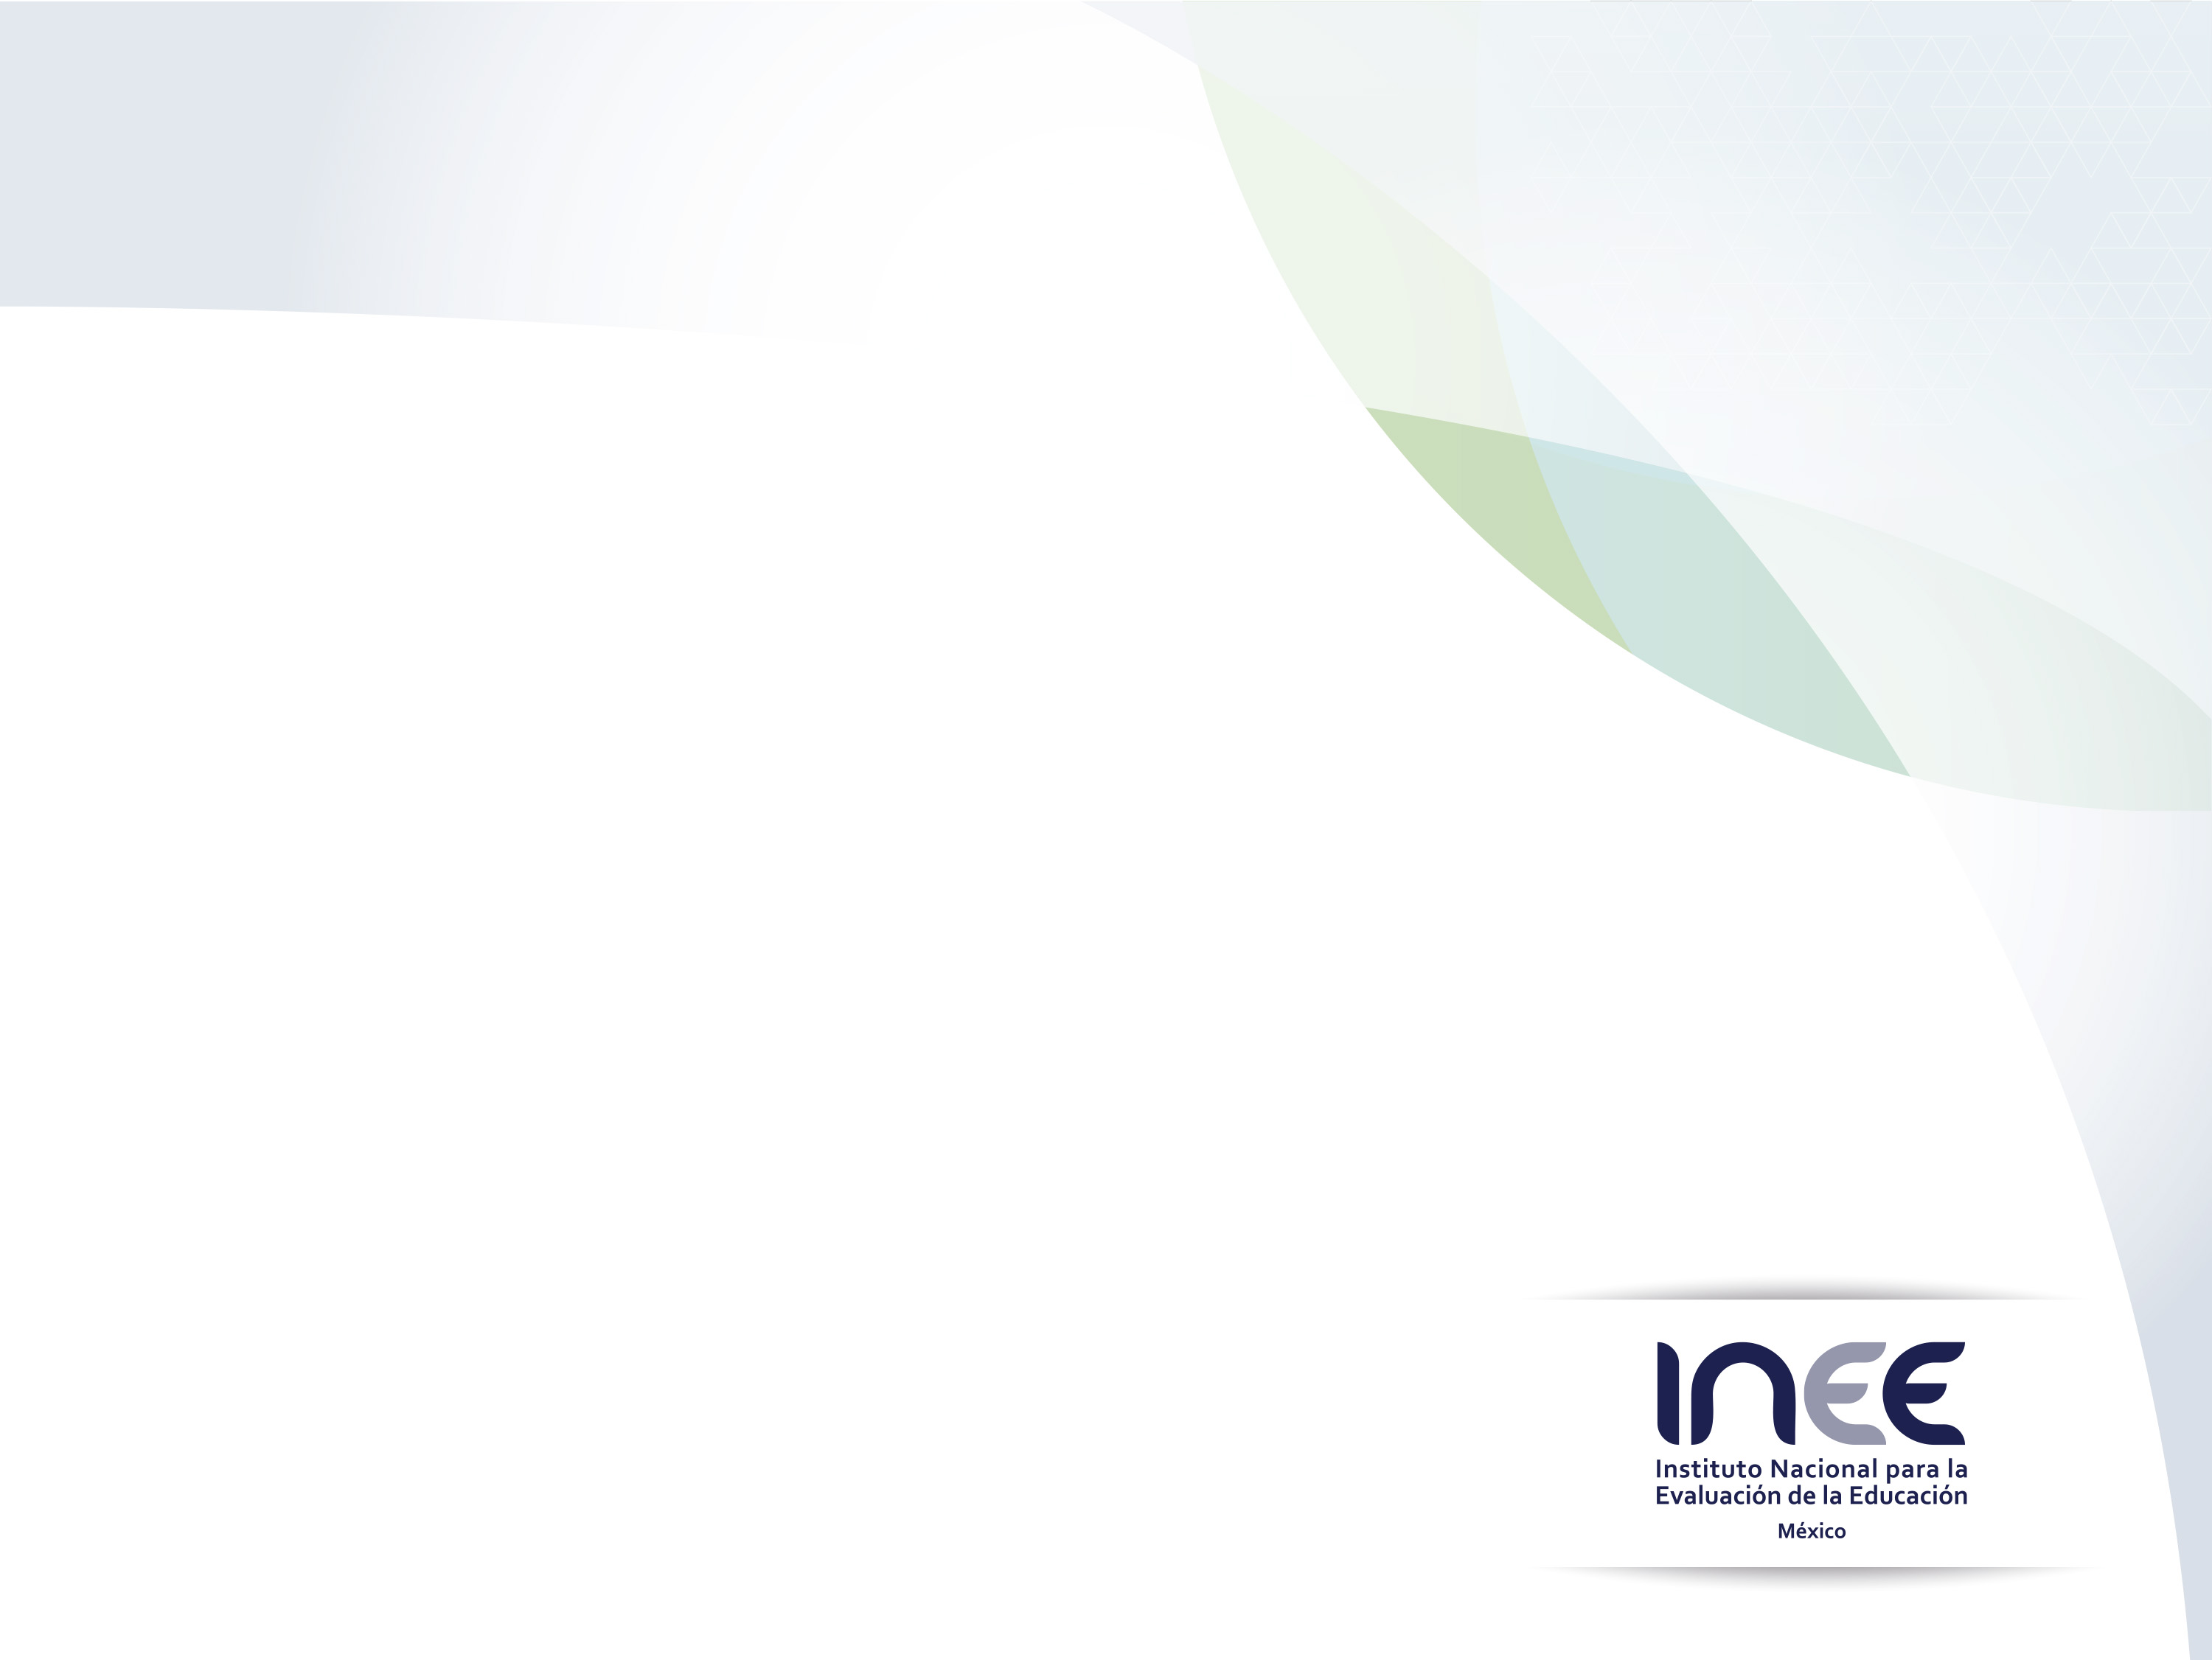 INEE
Instituto Nacional para la
Evaluación de la Educación
México